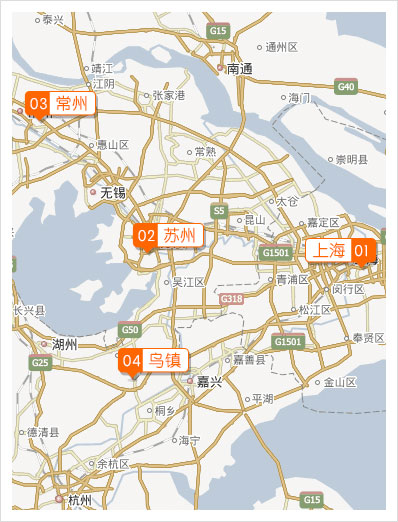 泰兴
G15
通州区
南通
靖江
江阴
张家港
G40
海门
03 常州
惠山区
常熟
崇明县
无锡
太仓
S5
昆山
嘉定区
02 苏州
G1501
上海 01
吴江区
青浦区
闵行区
G318
松江区
长兴县
G50
湖州
G1501
奉贤区
G25
04 乌镇
嘉善县
嘉兴
金山区
桐乡
平湖
德清县
海宁
余杭区
杭州
G15